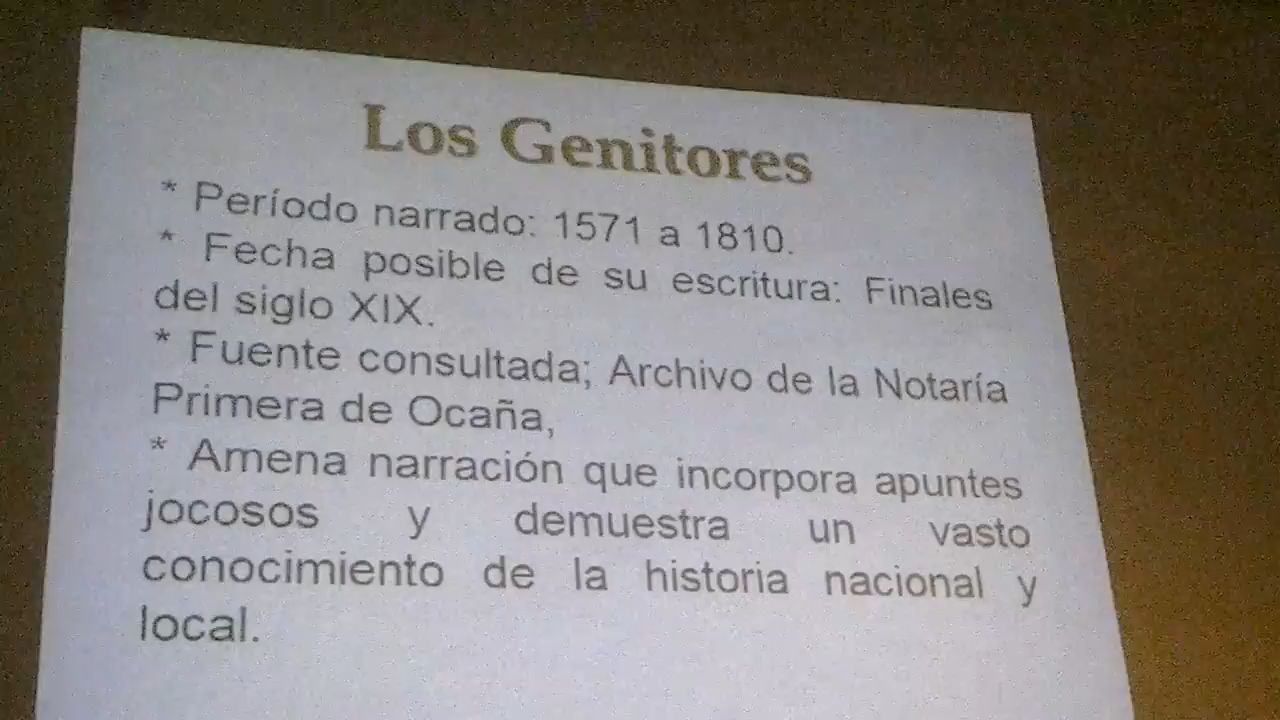 Los Genitores
* Período narrado: 1571 a 1810.
* Fecha posible de su escritura: Finales
del siglo XIX.
* Fuente consultada; Archivo de la Notaría
Primera de Ocaña,
* Amena narración que incorpora apuntes
jocosos y demuestra un vasto
conocimiento de la historia nacional y
local.